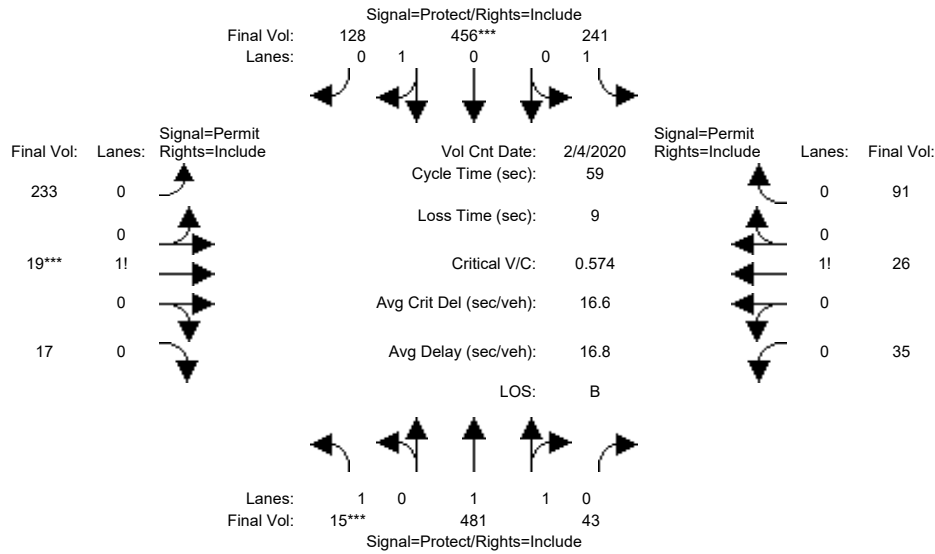 Signal=Protect/Rights=Include
Final Vol: 128 456*** 241
Lanes: 0 1 0 0 1
Signal=Permit
Final Vol: Lanes: Rights=Include
Vol Cnt Date: 2/4/2020
Signal=Permit
Rights=Include Lanes: Final Vol:
Cycle Time (sec): 59
233 0
0 91
Loss Time (sec): 9
0
0
19*** 1!
Critical V/C: 0.574
1! 26
0
Avg Crit Del (sec/veh): 16.6
0
17 0
Avg Delay (sec/veh): 16.8
0 35
LOS: B
Lanes: 1 0 1 1 0
Final Vol: 15*** 481 43
Signal=Protect/Rights=Include